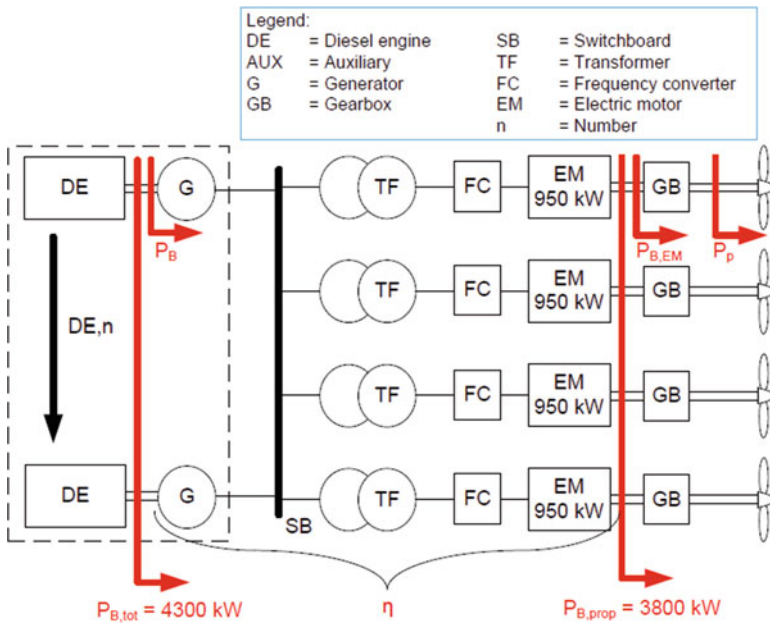 Legend:
DE = Diesel engine SB = Switchboard
AUX = Auxiliary TF = Transformer
G = Generator FC = Frequency converter
GB = Gearbox EM = Electric motor
n = Number
DE G TF FC EM GB
950 kW
P_B P_B,EM P_p
TF FC EM GB
950 kW
DE,n
TF FC EM GB
950 kW
DE G TF FC EM GB
950 kW
SB
P_B,tot = 4300 kW η P_B,prop = 3800 kW